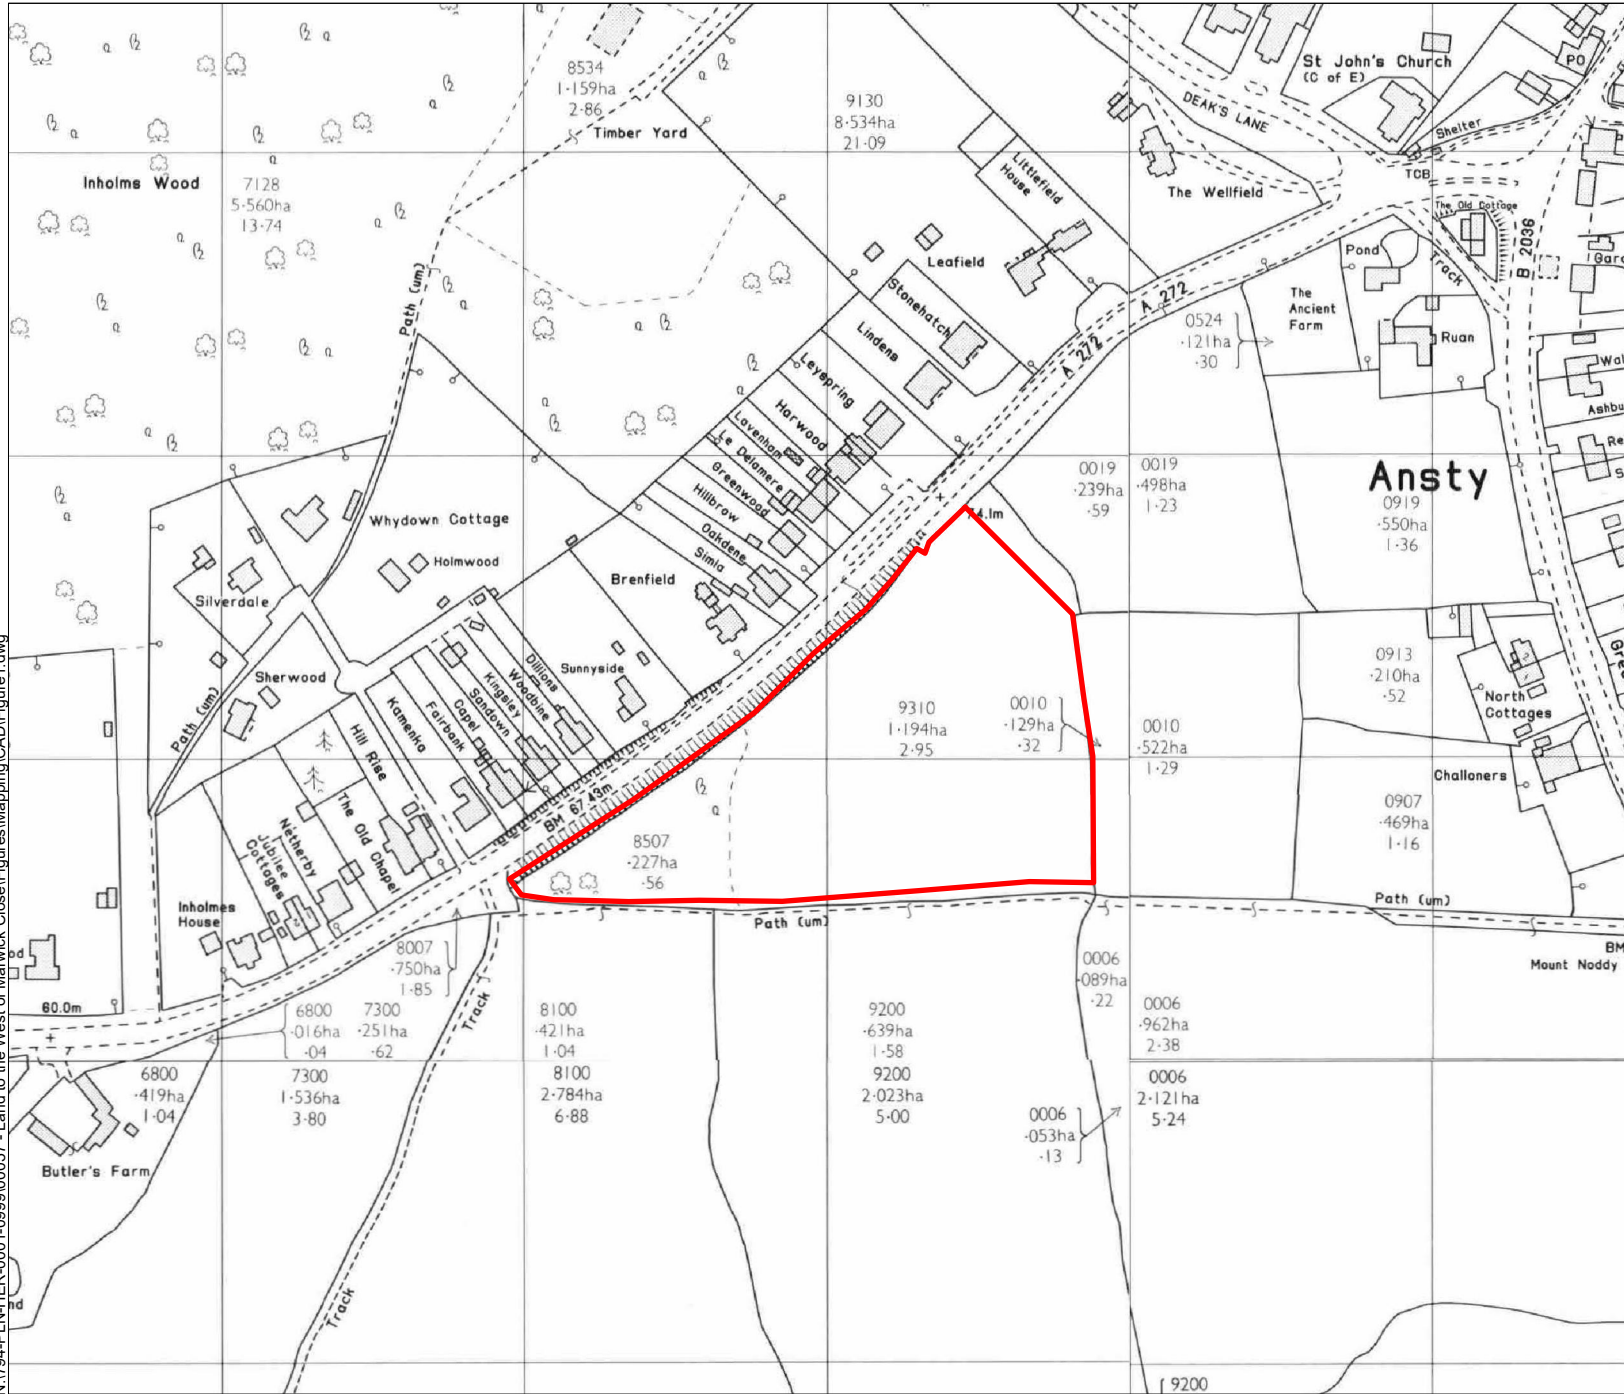 8534
1·159ha
2·86
Timber Yard
9130
8·534ha
21·09
St John's Church
(C of E)
PO
DEAK'S LANE
Shelter
TCB
Inholms Wood
7128
5·560ha
13·74
Littlefield
House
The Wellfield
The Old Cottage
B 2036
Pond
Track
Leafield
Path (um)
Stonehatch
A 272
The
Ancient
Farm
0524
·121ha
·30
Ruan
Lindens
A 272
Leyspring
Harwood
Lavenham
Le Delamere
Greenwood
Hillbrow
Oakdene
Simla
Ansty
0019
·239ha
·59
0019
·498ha
1·23
0919
·550ha
1·36
74.1m
Whydown Cottage
Holmwood
Brenfield
Silverdale
Sherwood
Path (um)
Sunnyside
Dillions
Woodbine
Kingsley
Sandown
Capel
Fairbank
Kamenka
Hill Rise
0913
·210ha
·52
North
Cottages
9310
1·194ha
2·95
0010
·129ha
·32
0010
·522ha
1·29
Challoners
BM 67.43m
0907
·469ha
1·16
The Old Chapel
Netherby
Jubilee
Cottages
8507
·227ha
·56
Inholmes
House
Path (um)
Path (um)
BM
Mount Noddy
8007
·750ha
1·85
0006
·089ha
·22
60.0m
6800
·016ha
·04
7300
·251ha
·62
Track
8100
·421ha
1·04
9200
·639ha
1·58
0006
·962ha
2·38
6800
·419ha
1·04
7300
1·536ha
3·80
8100
2·784ha
6·88
9200
2·023ha
5·00
0006
2·121ha
5·24
0006
·053ha
·13
Butler's Farm
Track
9200